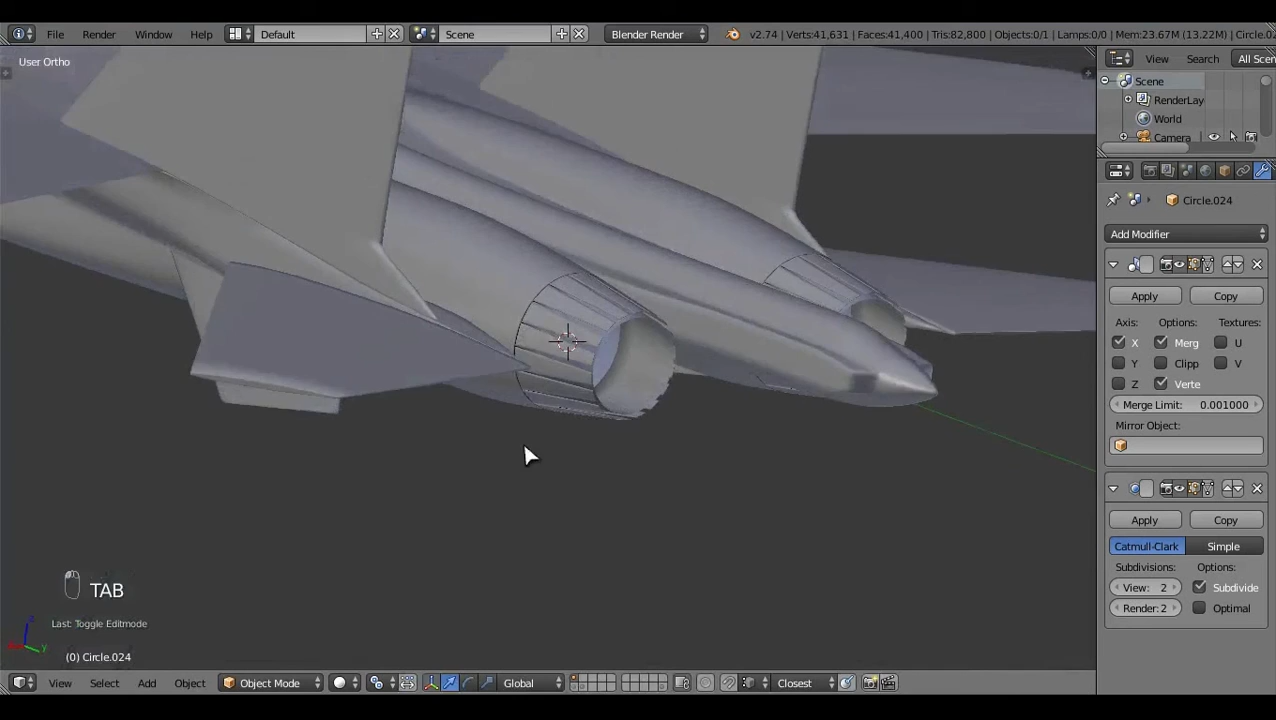 File Render Window Help Default Scene Blender Render v2.74 | Verts:41,631 | Faces:41,400 | Tris:82,800 | Objects:0/1 | Lamps:0/0 | Mem:23.67M (13.22M) | Circle.0
User Ortho
View Search All Scen
Scene
RenderLay
World
Camera
Circle.024
Add Modifier
Apply Copy
Axis: Options: Textures:
X Merg U
Y Clipp V
Z Verte
Merge Limit: 0.001000
Mirror Object:
Apply Copy
Catmull-Clark Simple
Subdivisions: Options:
View: 2 Subdivide
Render:2 Optimal
TAB
Last: Toggle Editmode
(0) Circle.024
View Select Add Object Object Mode Global Closest